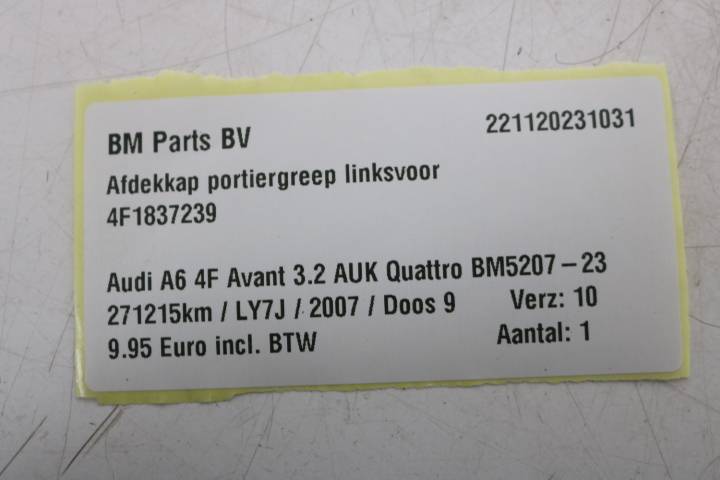 BM Parts BV 221120231031
Afdekkap portiergreep linksvoor
4F1837239
Audi A6 4F Avant 3.2 AUK Quattro BM5207-23
271215km / LY7J / 2007 / Doos 9 Verz: 10
9.95 Euro incl. BTW Aantal: 1